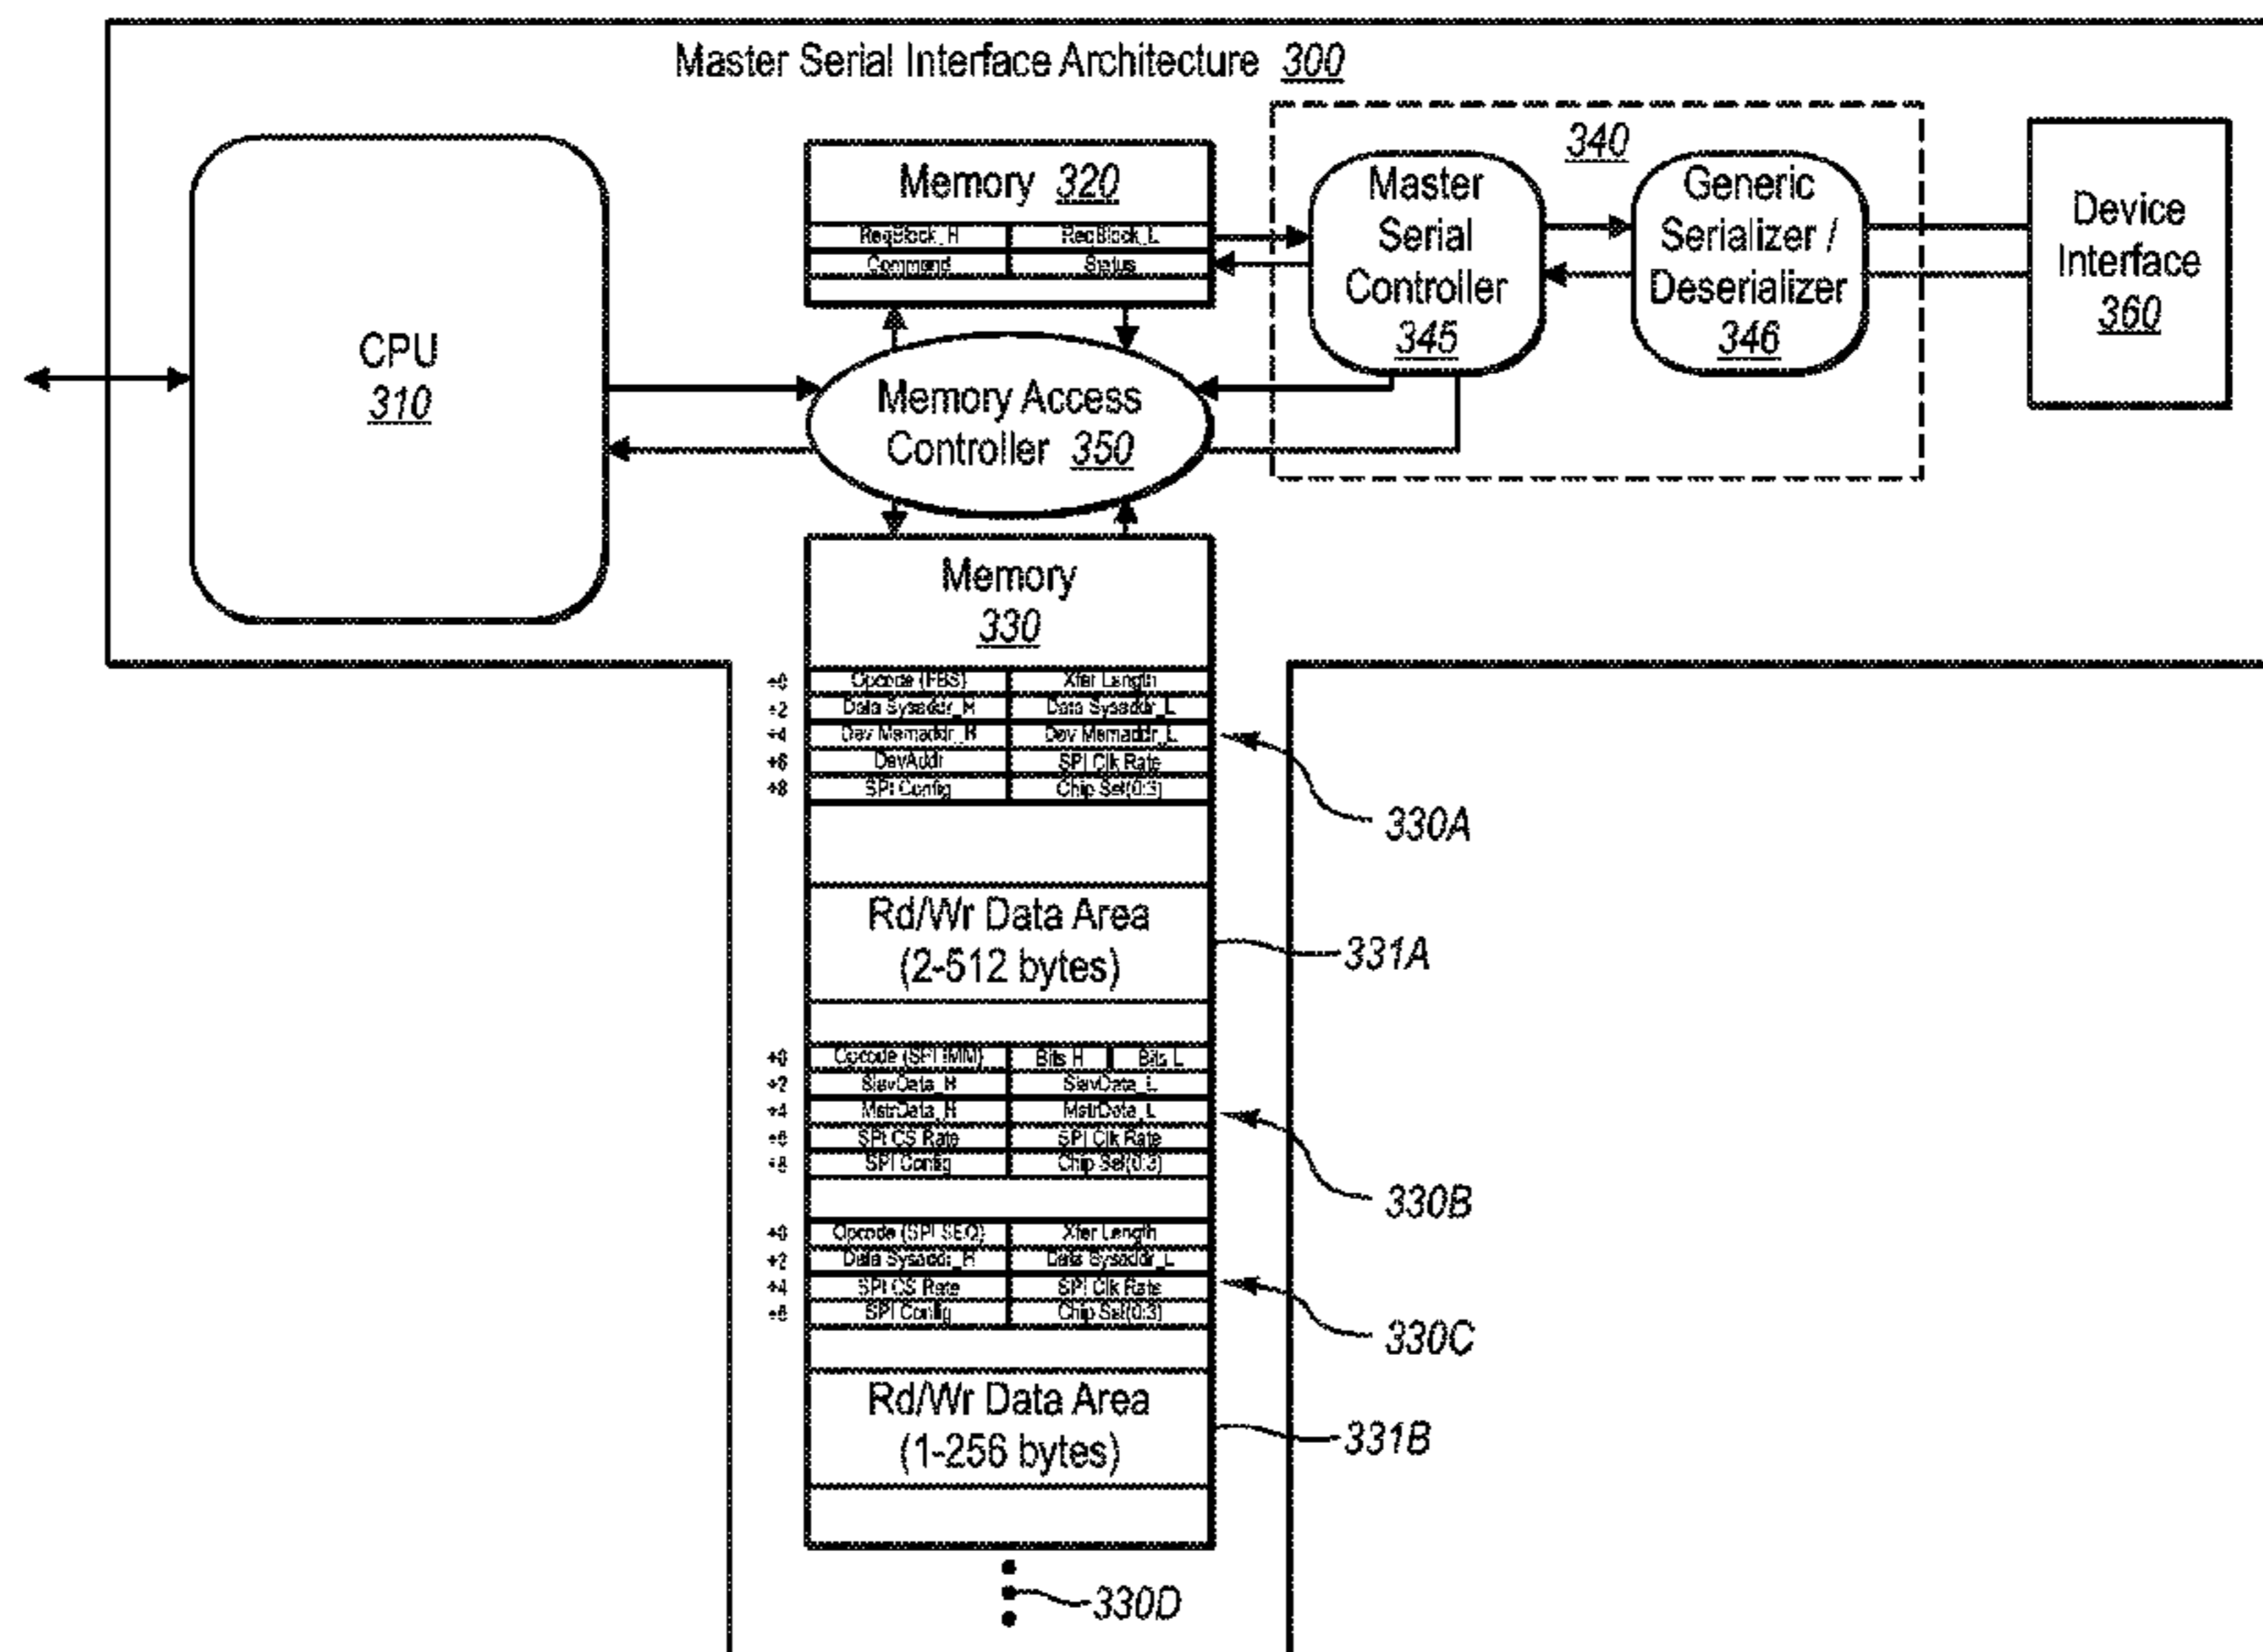 Master Serial Interface Architecture 300
CPU
310
Memory 320
ReqBlock_H ReqBlock_L
Command Status
340
Master
Serial
Controller
345
Generic
Serializer /
Deserializer
346
Device
Interface
360
Memory Access
Controller 350
Memory
330
+0 Opcode (FBS) Xfer Length
+2 Data Sysaddr_H Data Sysaddr_L
+4 Dev Memaddr_H Dev Memaddr_L
+6 DevAddr SPI Clk Rate
+8 SPI Config Chip Sel(0:3)
330A
Rd/Wr Data Area
(2-512 bytes)
331A
+0 Opcode (SPI IMM) Bits H Bits L
+2 SlavData_H SlavData_L
+4 MstrData_H MstrData_L
+6 SPI CS Rate SPI Clk Rate
+8 SPI Config Chip Sel(0:3)
330B
+0 Opcode (SPI SEQ) Xfer Length
+2 Data Sysaddr_H Data Sysaddr_L
+4 SPI CS Rate SPI Clk Rate
+6 SPI Config Chip Sel(0:3)
330C
Rd/Wr Data Area
(1-256 bytes)
331B
330D